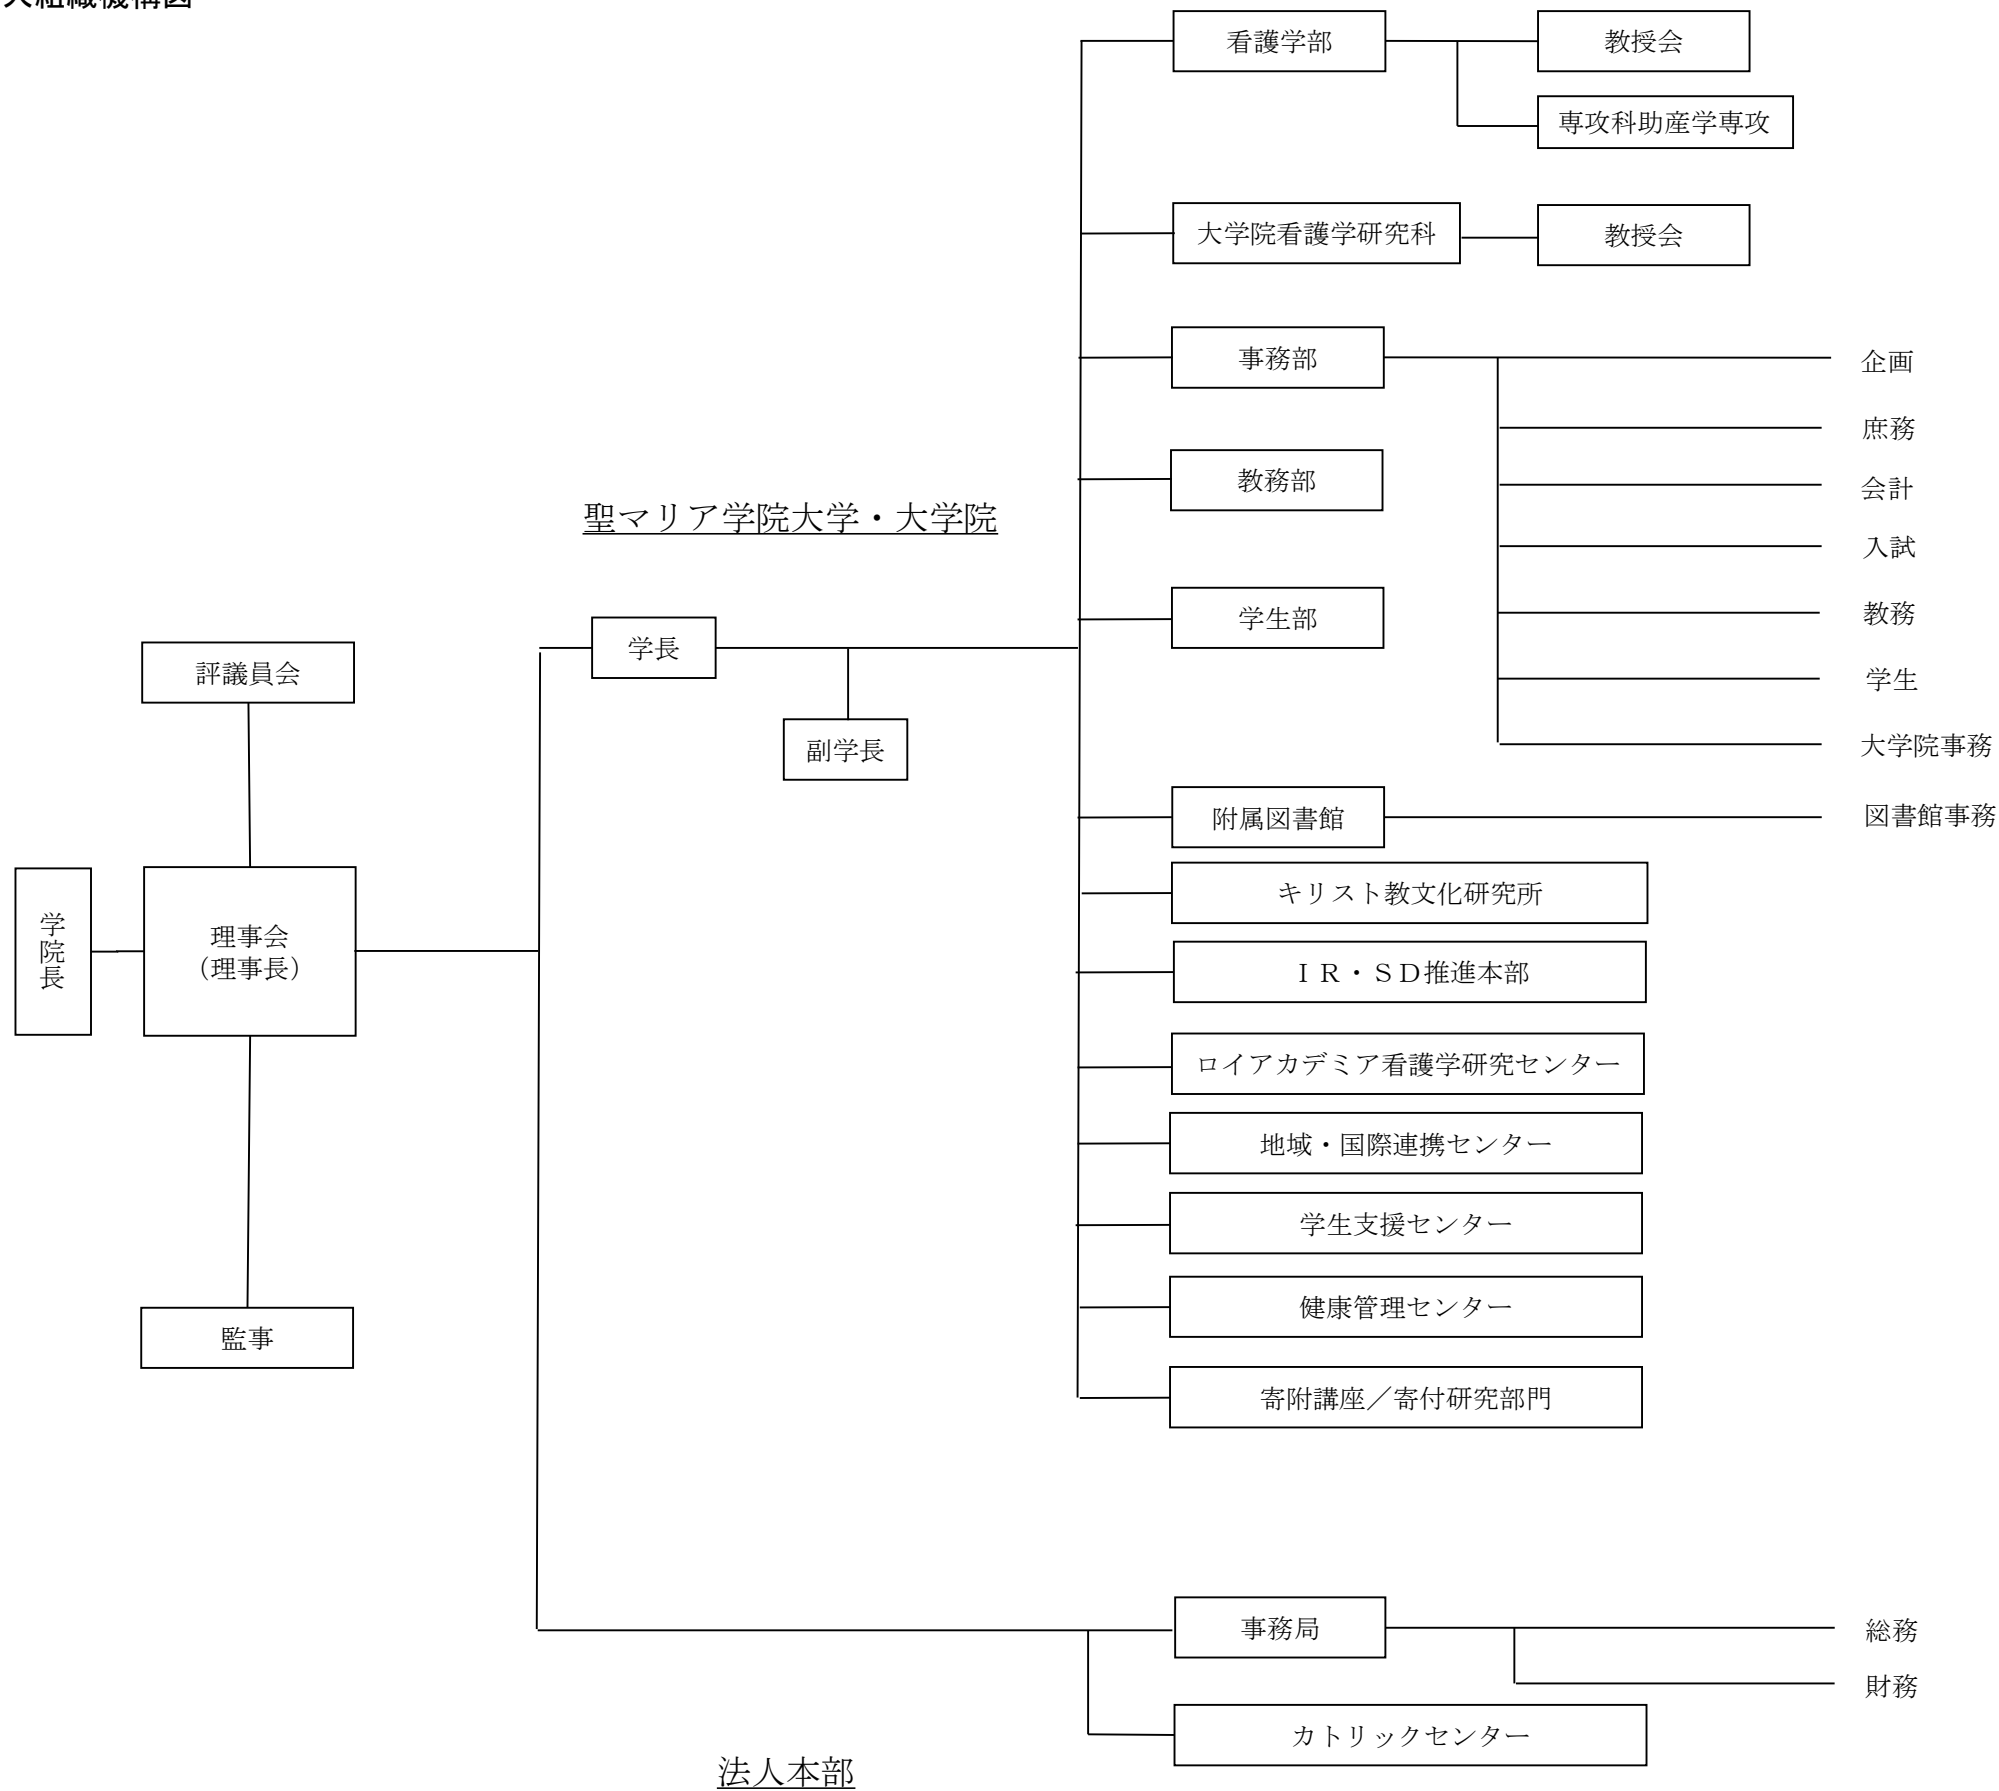 人組織機構図
看護学部
教授会
専攻科助産学専攻
大学院看護学研究科
教授会
事務部
企画
庶務
会計
入試
教務
学生
大学院事務
教務部
聖マリア学院大学・大学院
学生部
学長
副学長
評議員会
附属図書館
図書館事務
キリスト教文化研究所
学院長
理事会
（理事長）
ＩＲ・ＳＤ推進本部
ロイアカデミア看護学研究センター
地域・国際連携センター
学生支援センター
健康管理センター
監事
寄附講座／寄付研究部門
事務局
総務
財務
カトリックセンター
法人本部